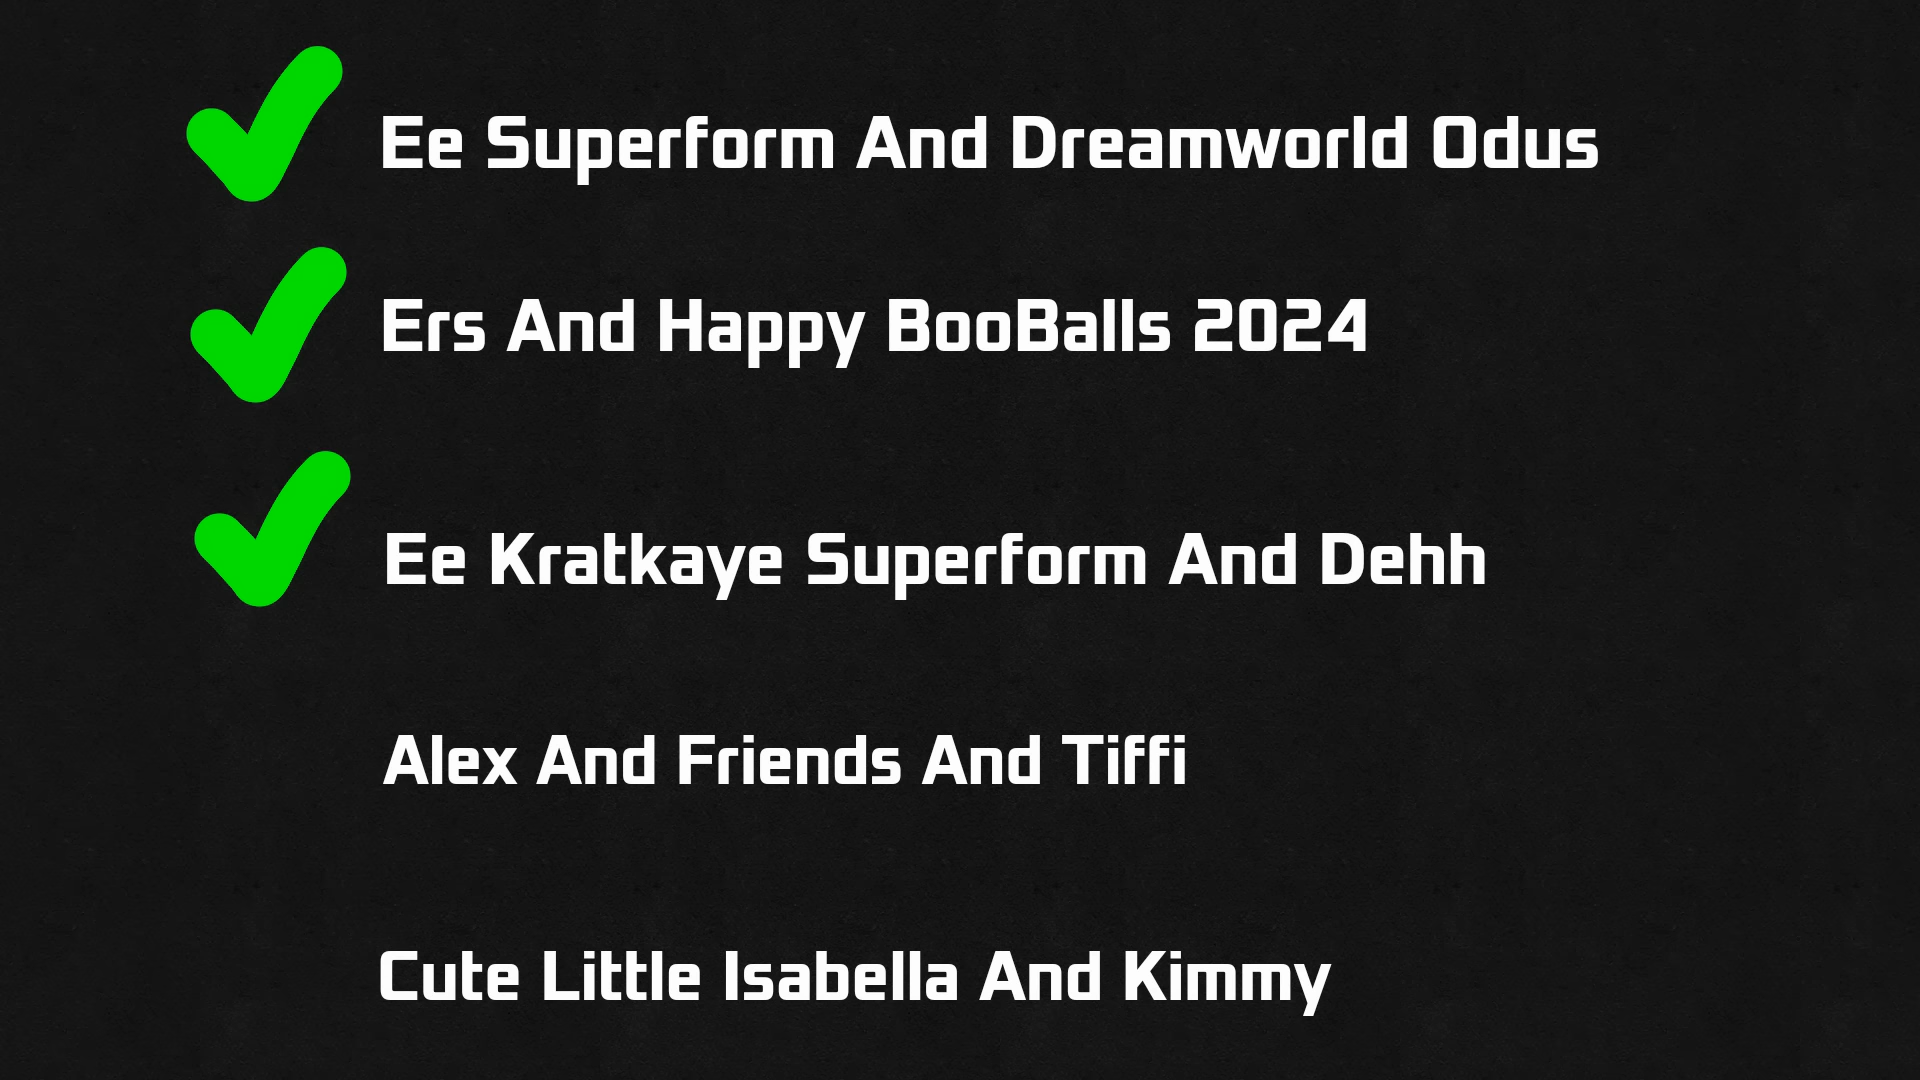 Ee Superform And Dreamworld Odus
Ers And Happy BooBalls 2024
Ee Kratkaye Superform And Dehh
Alex And Friends And Tiffi
Cute Little Isabella And Kimmy